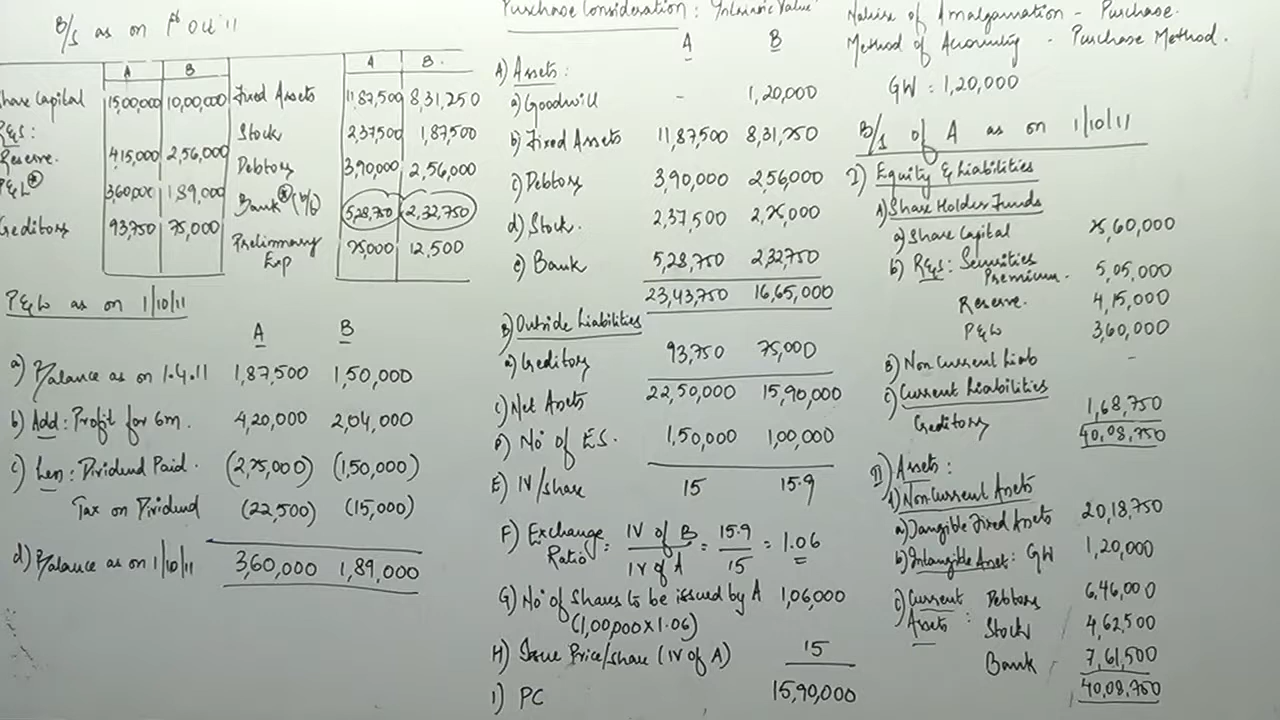 B/S as on 1st Oct 11
A B A B
Share Capital 15,00,000 10,00,000 Fixed Assets 11,87,500 8,31,250
R&S:
Stock 2,37,500 1,87,500
Reserve. 4,15,000 2,56,000
Debtors 3,90,000 2,56,000
P&L* 3,60,000 1,89,000
Bank* (b/f) 5,28,750 2,32,750
Creditors 93,750 75,000
Preliminary Exp 25,000 12,500
P&L as on 1/10/11
A B
a) Balance as on 1.4.11 1,87,500 1,50,000
b) Add: Profit for 6m. 4,20,000 2,04,000
c) Less: Dividend Paid. (2,25,000) (1,50,000)
Tax on Dividend (22,500) (15,000)
d) Balance as on 1/10/11 3,60,000 1,89,000
Purchase Consideration: Intrinsic Value
A B
A) Assets:
a) Goodwill - 1,20,000
b) Fixed Assets 11,87,500 8,31,250
c) Debtors 3,90,000 2,56,000
d) Stock. 2,37,500 2,25,000
e) Bank 5,28,750 2,32,750
23,43,750 16,65,000
B) Outside Liabilities
a) Creditors 93,750 75,000
C) Net Assets 22,50,000 15,90,000
D) No of ES. 1,50,000 1,00,000
E) IV/share 15 15.9
F) Exchange Ratio: IV of B / IV of A = 15.9 / 15 = 1.06
G) No of shares to be issued by A 1,06,000
(1,00,000 x 1.06)
H) Issue Price/share (IV of A) 15
I) PC 15,90,000
Nature of Amalgamation - Purchase.
Method of Accounting - Purchase Method.
GW: 1,20,000
B/S of A as on 1/10/11
I) Equity & Liabilities
A) Share Holder Funds
a) Share Capital 25,60,000
b) R&S: Securities Premium. 5,05,000
Reserve. 4,15,000
P&L 3,60,000
B) Non Current Liab -
C) Current Liabilities
Creditors 1,68,750
40,08,750
II) Assets:
1) Non Current Assets
a) Tangible Fixed Assets 20,18,750
b) Intangible Asset: GW 1,20,000
c) Current Assets: Debtors 6,46,000
Stocks 4,62,500
Bank - 7,61,500
40,08,750